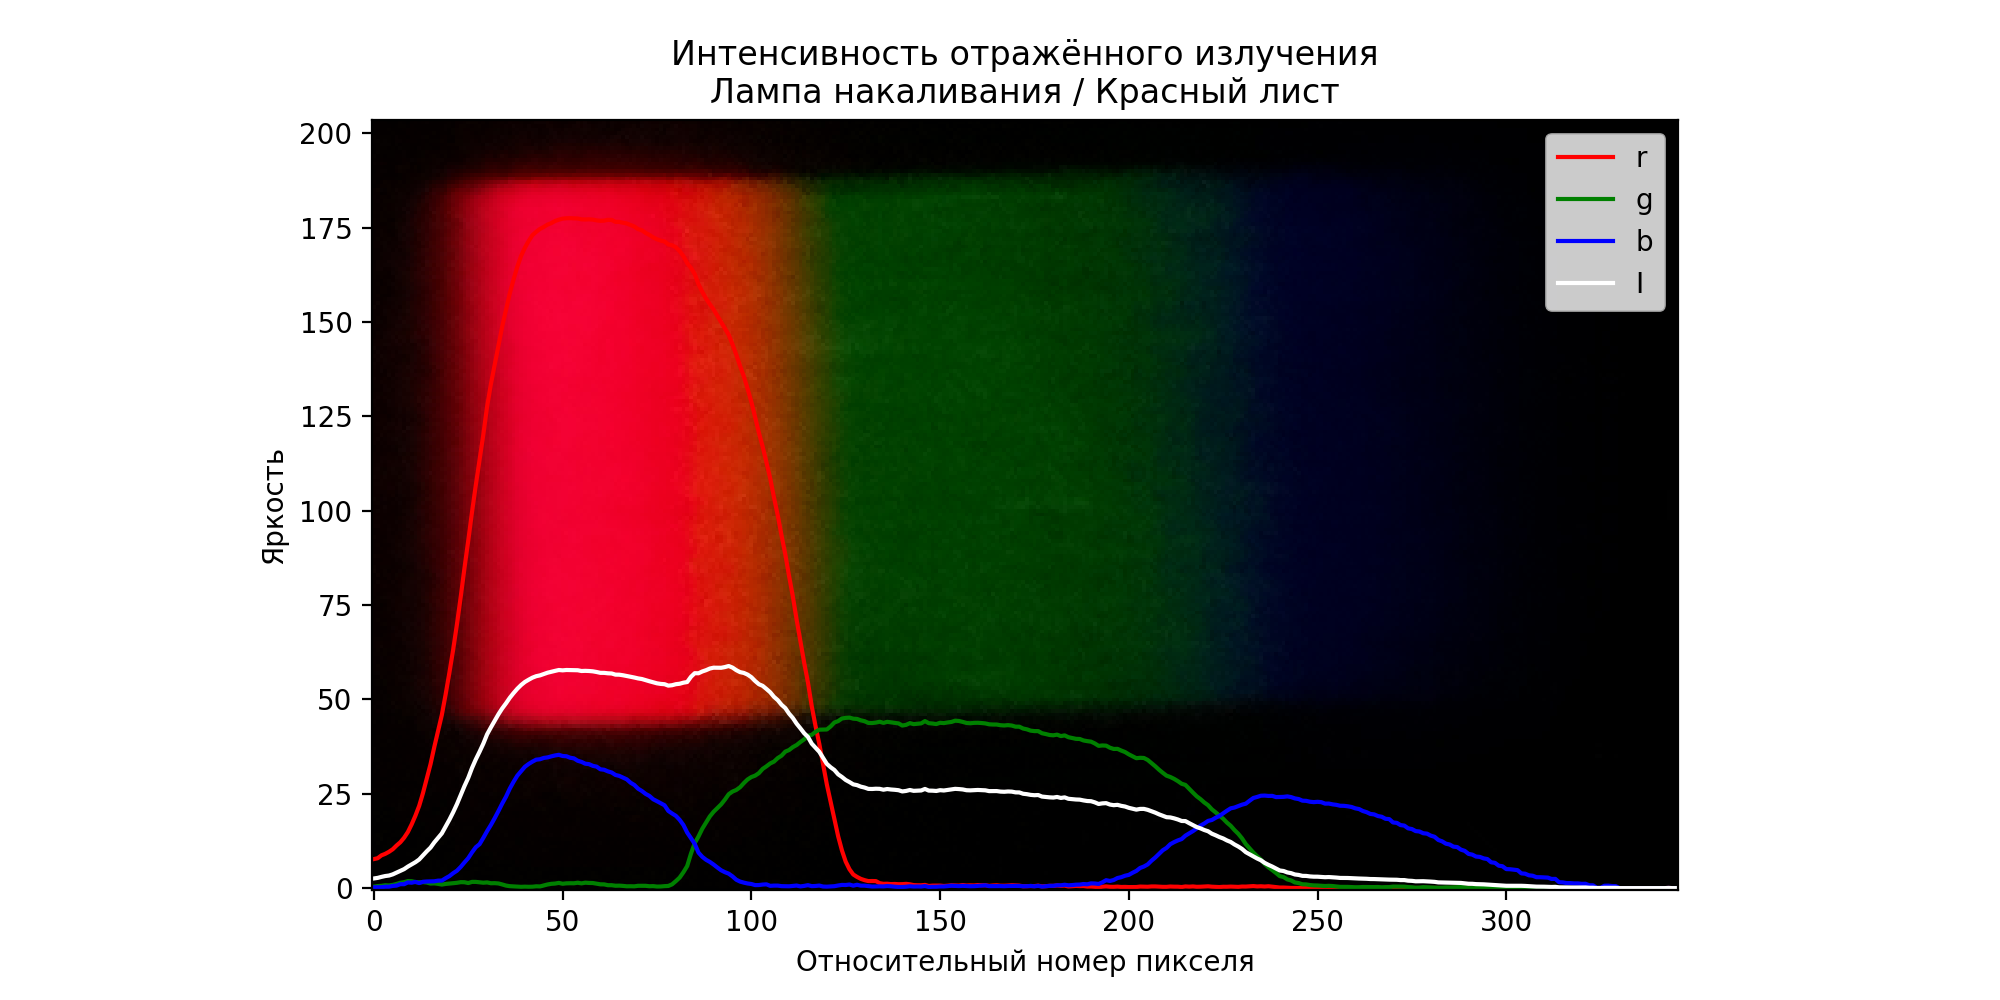 Интенсивность отражённого излучения
Лампа накаливания / Красный лист
200
175
150
125
100
75
50
25
0
Яркость
r
g
b
l
0 50 100 150 200 250 300
Относительный номер пикселя